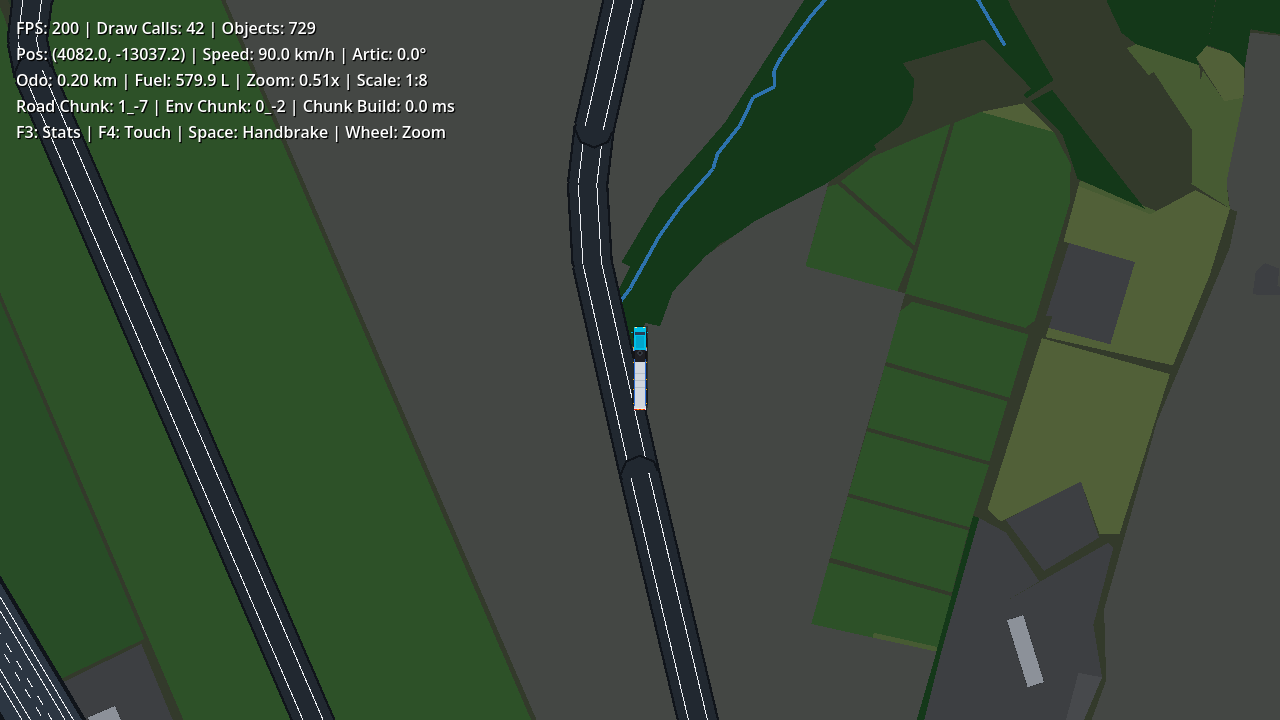 FPS: 200 | Draw Calls: 42 | Objects: 729
Pos: (4082.0, -13037.2) | Speed: 90.0 km/h | Artic: 0.0°
Odo: 0.20 km | Fuel: 579.9 L | Zoom: 0.51x | Scale: 1:8
Road Chunk: 1_-7 | Env Chunk: 0_-2 | Chunk Build: 0.0 ms
F3: Stats | F4: Touch | Space: Handbrake | Wheel: Zoom